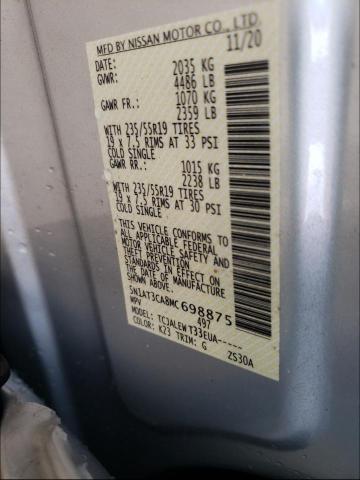 MFD BY NISSAN MOTOR CO., LTD.
DATE: 11/20
GVWR: 2035 KG
4486 LB
GAWR FR.: 1070 KG
2359 LB
WITH 235/55R19 TIRES
19 x 7.5 RIMS AT 33 PSI
COLD SINGLE
GAWR RR.: 1015 KG
2238 LB
WITH 235/55R19 TIRES
19 x 7.5 RIMS AT 30 PSI
COLD SINGLE
THIS VEHICLE CONFORMS TO
ALL APPLICABLE FEDERAL
MOTOR VEHICLE SAFETY AND
THEFT PREVENTION
STANDARDS IN EFFECT ON
THE DATE OF MANUFACTURE
SHOWN ABOVE.
5N1AT3CA8MC698875
MPV 497
MODEL: TCJALEWT33EUA-----
COLOR: K23 TRIM: G ZS30A